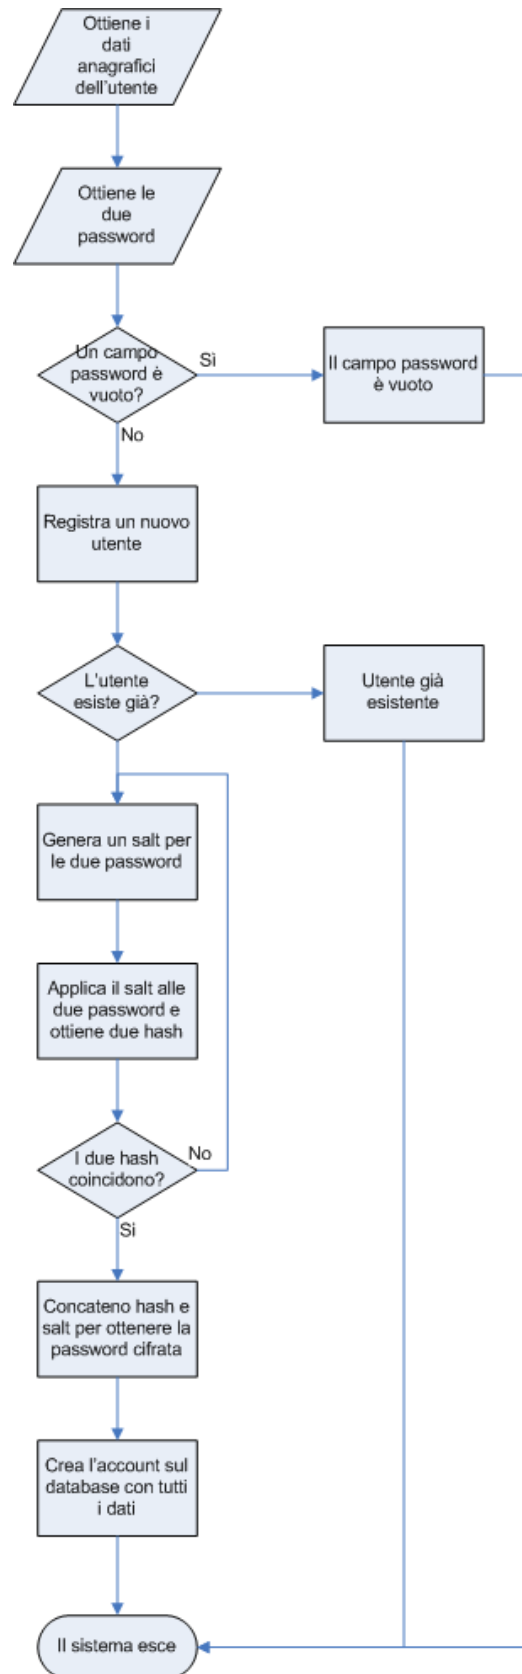 Ottiene i
dati
anagrafici
dell'utente
Ottiene le
due
password
Un campo
password è
vuoto?
Sì
Il campo password
è vuoto
No
Registra un nuovo
utente
L'utente
esiste già?
Utente già
esistente
Genera un salt per
le due password
Applica il salt alle
due password e
ottiene due hash
I due hash
coincidono?
No
Sì
Concateno hash e
salt per ottenere la
password cifrata
Crea l'account sul
database con tutti
i dati
Il sistema esce